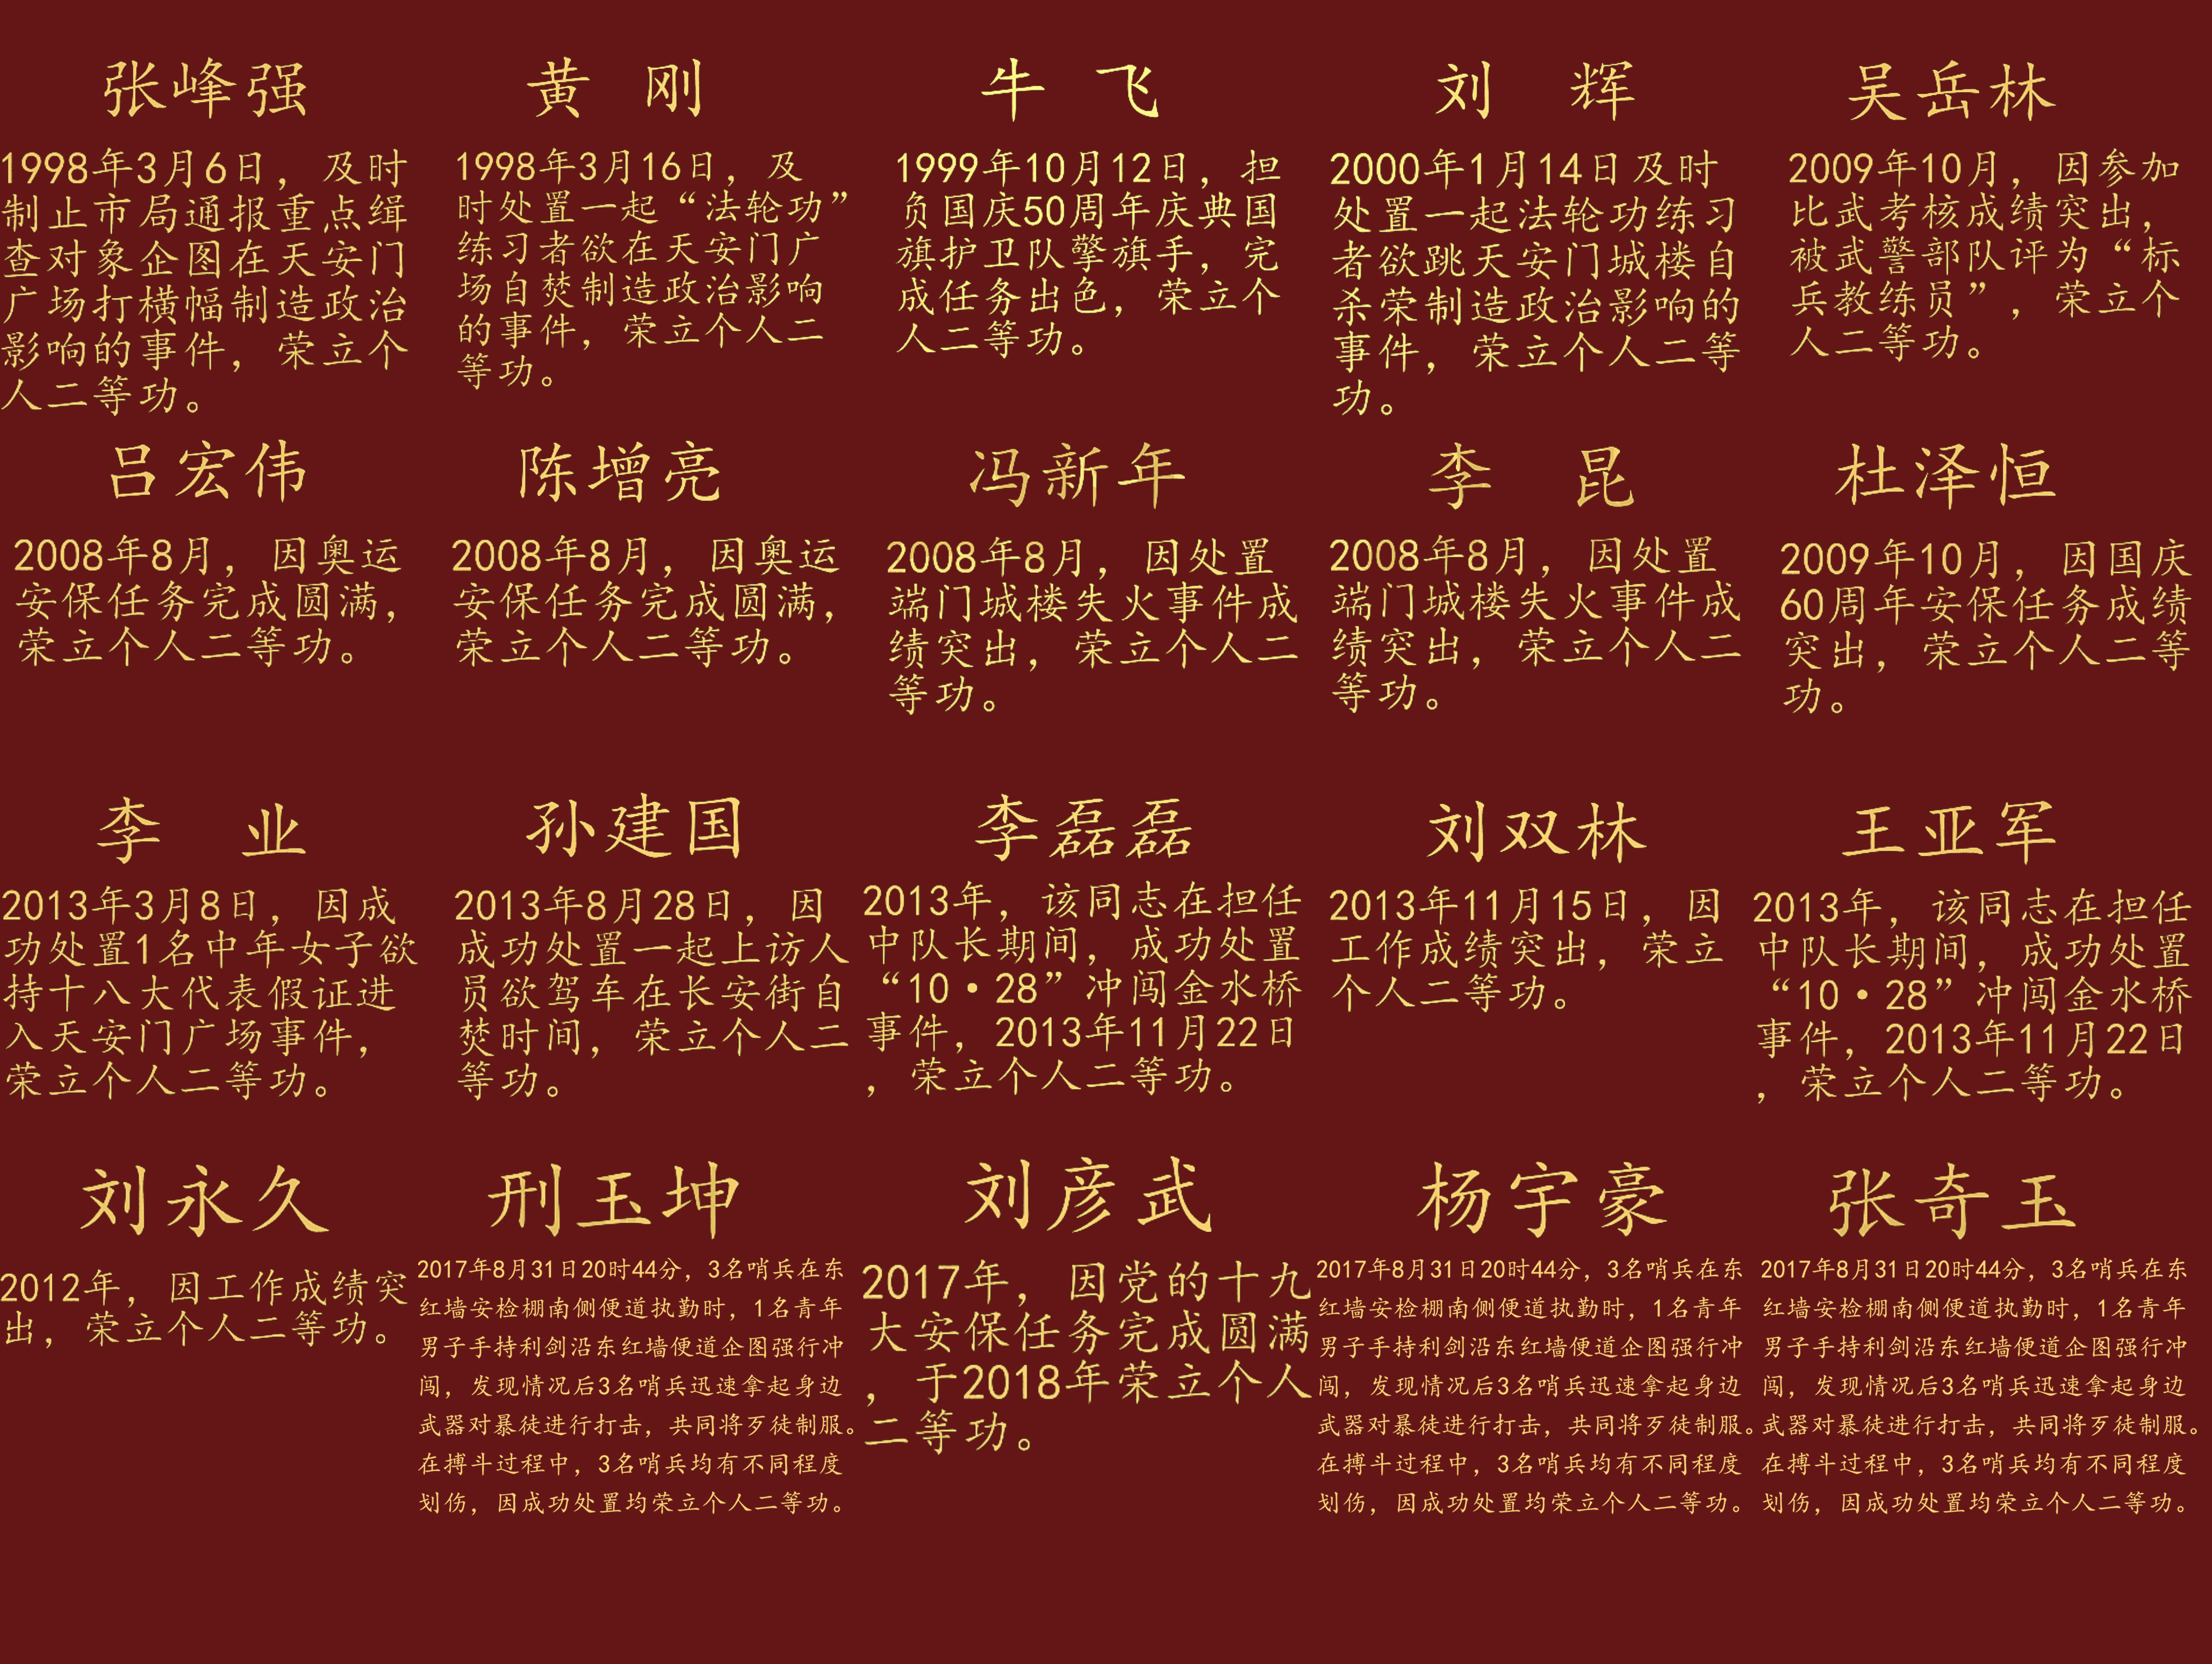 张峰强
1998年3月6日，及时
制止市局通报重点缉
查对象企图在天安门
广场打横幅制造政治
影响的事件，荣立个
人二等功。
黄 刚
1998年3月16日，及
时处置一起“法轮功”
练习者欲在天安门广
场自焚制造政治影响
的事件，荣立个人二
等功。
牛 飞
1999年10月12日，担
负国庆50周年庆典国
旗护卫队擎旗手，完
成任务出色，荣立个
人二等功。
刘 辉
2000年1月14日及时
处置一起法轮功练习
者欲跳天安门城楼自
杀荣制造政治影响的
事件，荣立个人二等
功。
吴岳林
2009年10月，因参加
比武考核成绩突出，
被武警部队评为“标
兵教练员”，荣立个
人二等功。
吕宏伟
2008年8月，因奥运
安保任务完成圆满，
荣立个人二等功。
陈增亮
2008年8月，因奥运
安保任务完成圆满，
荣立个人二等功。
冯新年
2008年8月，因处置
端门城楼失火事件成
绩突出，荣立个人二
等功。
李 昆
2008年8月，因处置
端门城楼失火事件成
绩突出，荣立个人二
等功。
杜泽恒
2009年10月，因国庆
60周年安保任务成绩
突出，荣立个人二等
功。
李 业
2013年3月8日，因成
功处置1名中年女子欲
持十八大代表假证进
入天安门广场事件，
荣立个人二等功。
孙建国
2013年8月28日，因
成功处置一起上访人
员欲驾车在长安街自
焚时间，荣立个人二
等功。
李磊磊
2013年，该同志在担任
中队长期间，成功处置
“10·28”冲闯金水桥
事件，2013年11月22日
，荣立个人二等功。
刘双林
2013年11月15日，因
工作成绩突出，荣立
个人二等功。
王亚军
2013年，该同志在担任
中队长期间，成功处置
“10·28”冲闯金水桥
事件，2013年11月22日
，荣立个人二等功。
刘永久
2012年，因工作成绩突
出，荣立个人二等功。
刑玉坤
2017年8月31日20时44分，3名哨兵在东
红墙安检棚南侧便道执勤时，1名青年
男子手持利剑沿东红墙便道企图强行冲
闯，发现情况后3名哨兵迅速拿起身边
武器对暴徒进行打击，共同将歹徒制服。
在搏斗过程中，3名哨兵均有不同程度
划伤，因成功处置均荣立个人二等功。
刘彦武
2017年，因党的十九
大安保任务完成圆满
，于2018年荣立个人
二等功。
杨宇豪
2017年8月31日20时44分，3名哨兵在东
红墙安检棚南侧便道执勤时，1名青年
男子手持利剑沿东红墙便道企图强行冲
闯，发现情况后3名哨兵迅速拿起身边
武器对暴徒进行打击，共同将歹徒制服。
在搏斗过程中，3名哨兵均有不同程度
划伤，因成功处置均荣立个人二等功。
张奇玉
2017年8月31日20时44分，3名哨兵在东
红墙安检棚南侧便道执勤时，1名青年
男子手持利剑沿东红墙便道企图强行冲
闯，发现情况后3名哨兵迅速拿起身边
武器对暴徒进行打击，共同将歹徒制服。
在搏斗过程中，3名哨兵均有不同程度
划伤，因成功处置均荣立个人二等功。